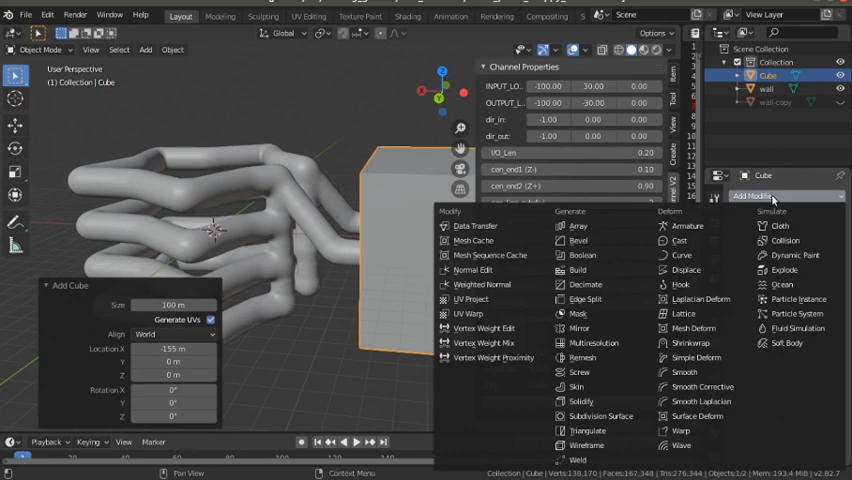 File Edit Render Window Help Layout Modeling Sculpting UV Editing Texture Paint Shading Animation Rendering Compositing Scene View Layer
Global Options
Object Mode View Select Add Object
User Perspective
(1) Collection | Cube
Channel Properties
INPUT_LO.. -100.00 30.00 0.00
OUTPUT_L.. -100.00 -30.00 0.00
dir_in: -1.00 0.00 0.00
dir_out: -1.00 0.00 0.00
I/O_Len 0.20
cen_end1 (Z-) 0.10
cen_end2 (Z+) 0.90
Item
Tool
View
Create
X
Y
Z
Scene Collection
Collection
Cube
wall
wall-copy
Cube
Add Modifie
Modify Generate Deform Simulate
Data Transfer Array Armature Cloth
Mesh Cache Bevel Cast Collision
Mesh Sequence Cache Boolean Curve Dynamic Paint
Normal Edit Build Displace Explode
Weighted Normal Decimate Hook Ocean
UV Project Edge Split Laplacian Deform Particle Instance
UV Warp Mask Lattice Particle System
Vertex Weight Edit Mirror Mesh Deform Fluid Simulation
Vertex Weight Mix Multiresolution Shrinkwrap Soft Body
Vertex Weight Proximity Remesh Simple Deform
Screw Smooth
Skin Smooth Corrective
Solidify Smooth Laplacian
Subdivision Surface Surface Deform
Triangulate Warp
Wireframe Wave
Weld
Add Cube
Size 100 m
Generate UVs
Align World
Location X -155 m
Y 0 m
Z 0 m
Rotation X 0°
Y 0°
Z 0°
Playback Keying View Marker
Pan View Context Menu
Collection | Cube | Verts:138,170 | Faces:167,348 | Tris:276,344 | Objects:1/2 | Mem: 193.4 MiB | v2.82.7